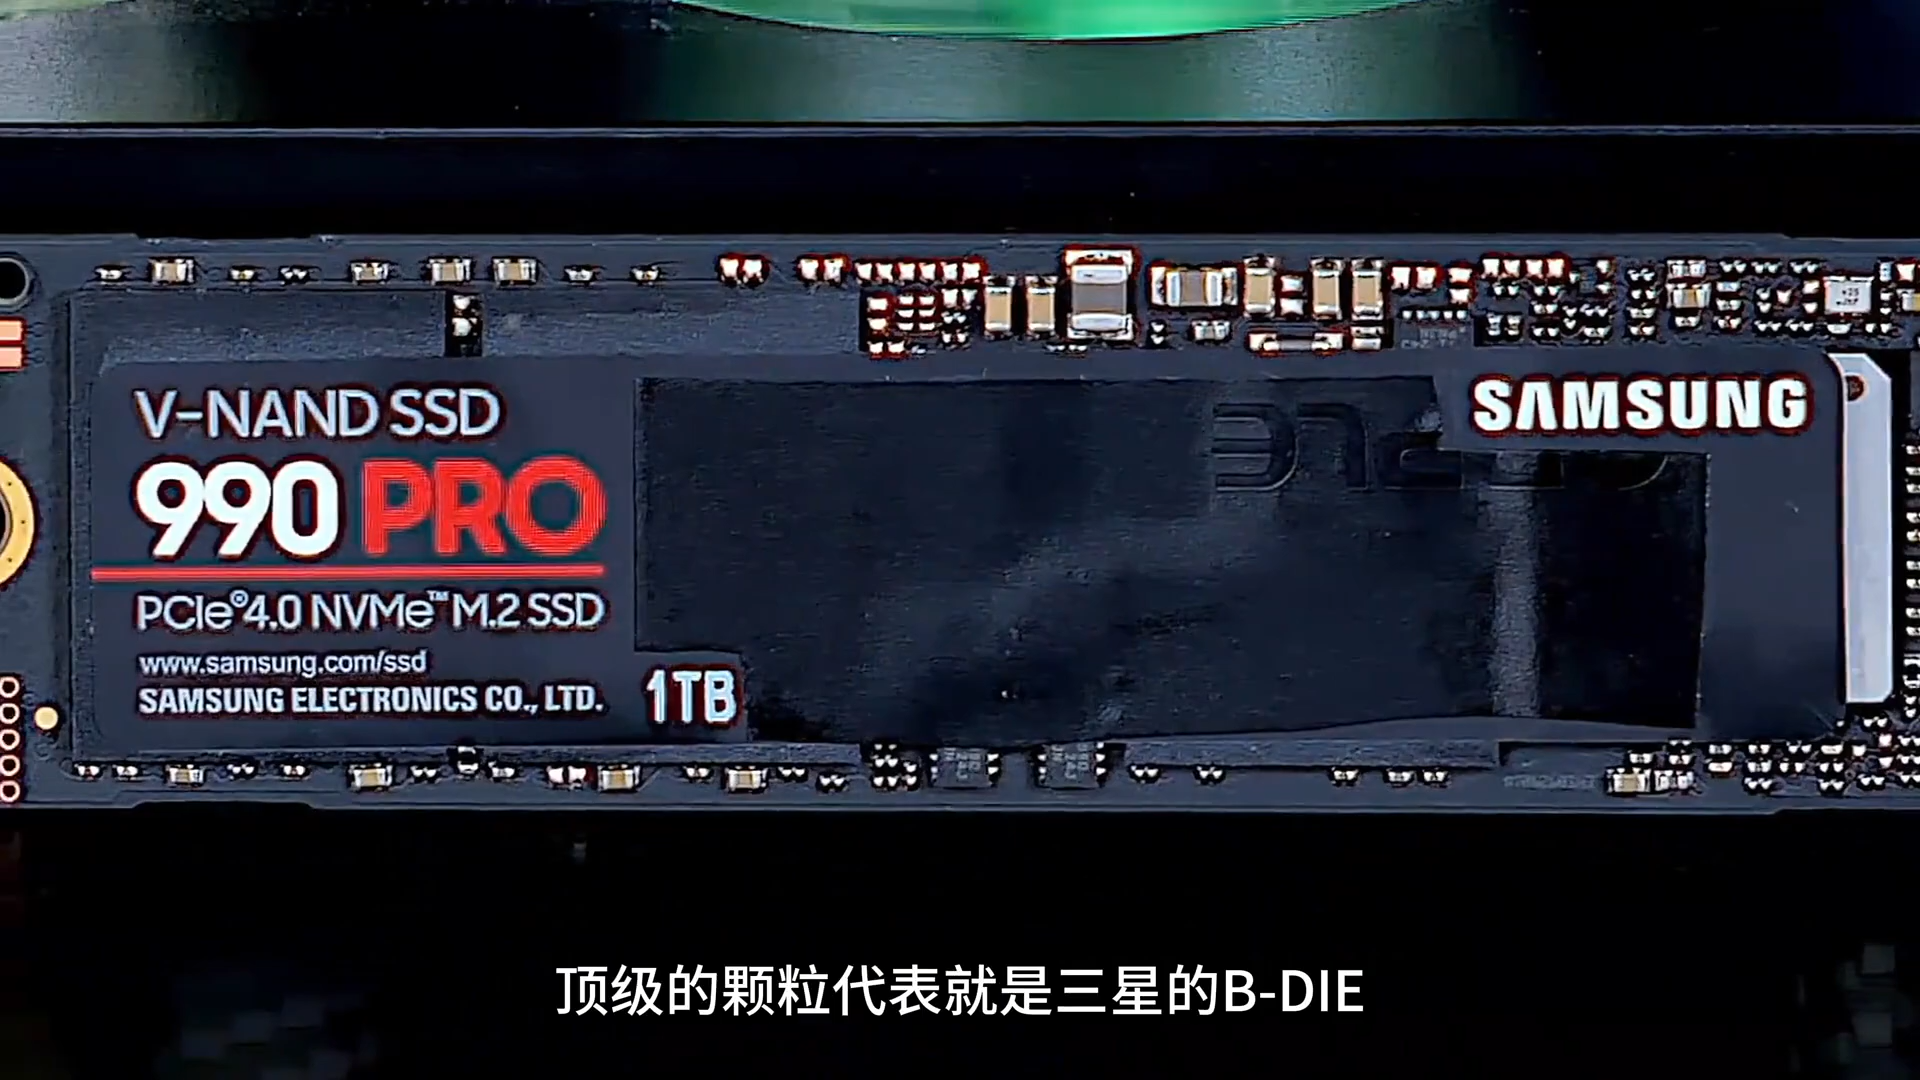 V-NAND SSD
990 PRO
PCIe®4.0 NVMe™ M.2 SSD
www.samsung.com/ssd
SAMSUNG ELECTRONICS CO., LTD.
1TB
SAMSUNG
顶级的颗粒代表就是三星的B-DIE